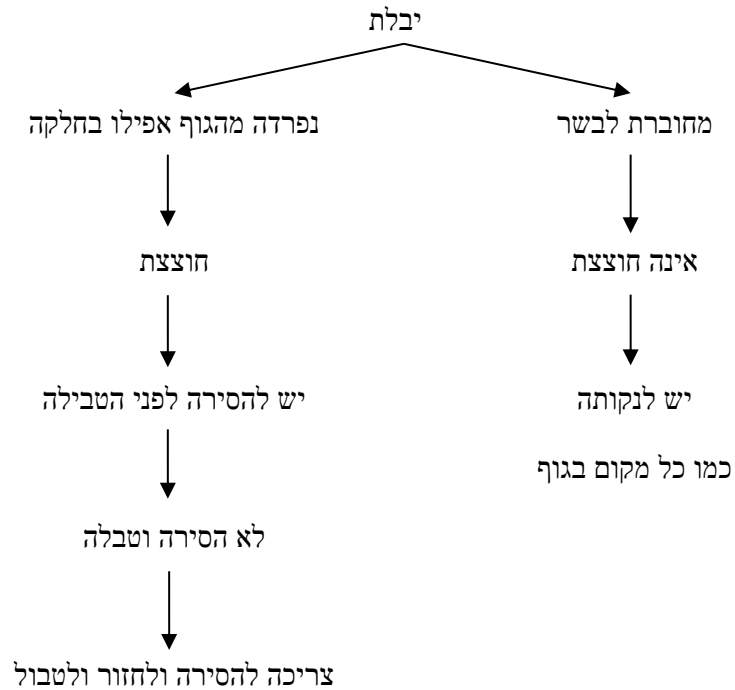 יבלת
מחוברת לבשר
נפרדה מהגוף אפילו בחלקה
אינה חוצצת
חוצצת
יש לנקותה
יש להסירה לפני הטבילה
כמו כל מקום בגוף
לא הסירה וטבלה
צריכה להסירה ולחזור ולטבול